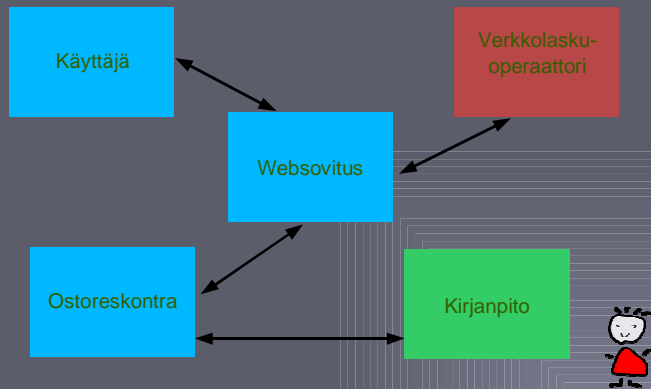 Käyttäjä
Verkkolasku-
operaattori
Websovitus
Ostoreskontra
Kirjanpito